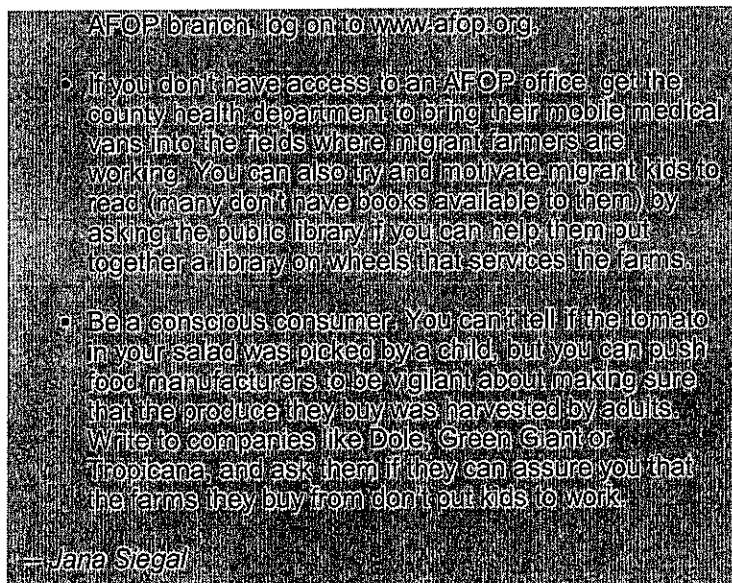 AFOP branch, log on to www.afop.org.
• If you don't have access to an AFOP office, get the
county health department to bring their mobile medical
vans into the fields where migrant farmers are
working. You can also try and motivate migrant kids to
read (many don't have books available to them) by
asking the public library if you can help them put
together a library on wheels that services the farms.
• Be a conscious consumer. You can't tell if the tomato
in your salad was picked by a child, but you can push
food manufacturers to be vigilant about making sure
that the produce they buy was harvested by adults.
Write to companies like Dole, Green Giant or
Tropicana, and ask them if they can assure you that
the farms they buy from don't put kids to work.
— Jana Siegal